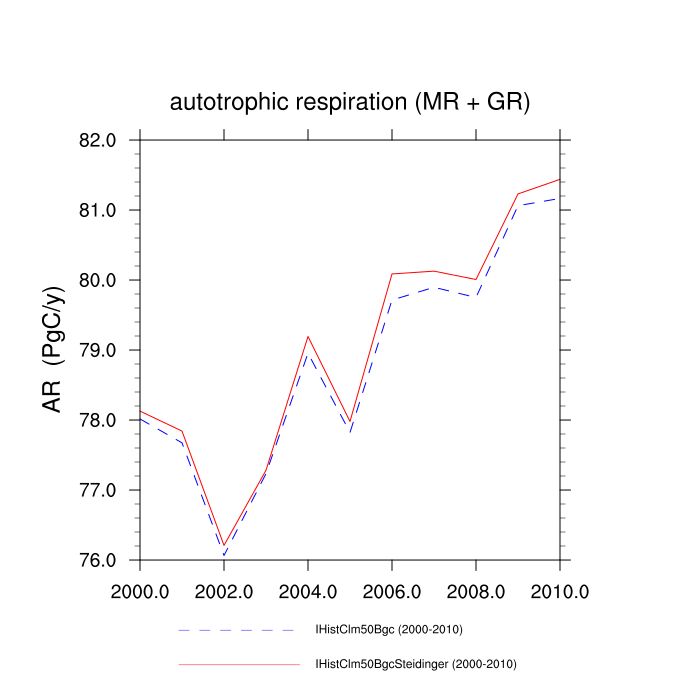 autotrophic respiration (MR + GR)
82.0
81.0
80.0
79.0
78.0
77.0
76.0
AR (PgC/y)
2000.0 2002.0 2004.0 2006.0 2008.0 2010.0
IHistClm50Bgc (2000-2010)
IHistClm50BgcSteidinger (2000-2010)